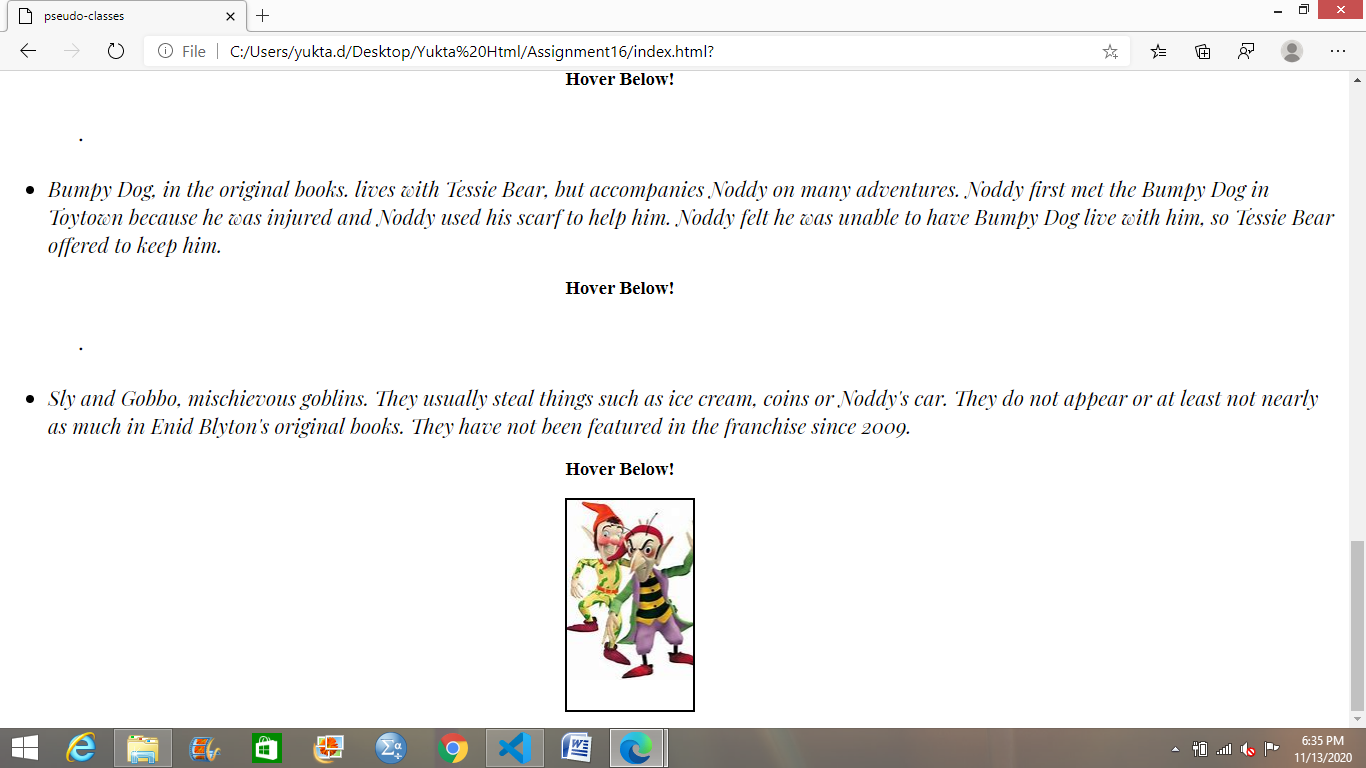 pseudo-classes
File
C:/Users/yukta.d/Desktop/Yukta%20Html/Assignment16/index.html?
Hover Below!
.
• Bumpy Dog, in the original books. lives with Tessie Bear, but accompanies Noddy on many adventures. Noddy first met the Bumpy Dog in
Toytown because he was injured and Noddy used his scarf to help him. Noddy felt he was unable to have Bumpy Dog live with him, so Tessie Bear
offered to keep him.
Hover Below!
.
• Sly and Gobbo, mischievous goblins. They usually steal things such as ice cream, coins or Noddy's car. They do not appear or at least not nearly
as much in Enid Blyton's original books. They have not been featured in the franchise since 2009.
Hover Below!
6:35 PM
11/13/2020